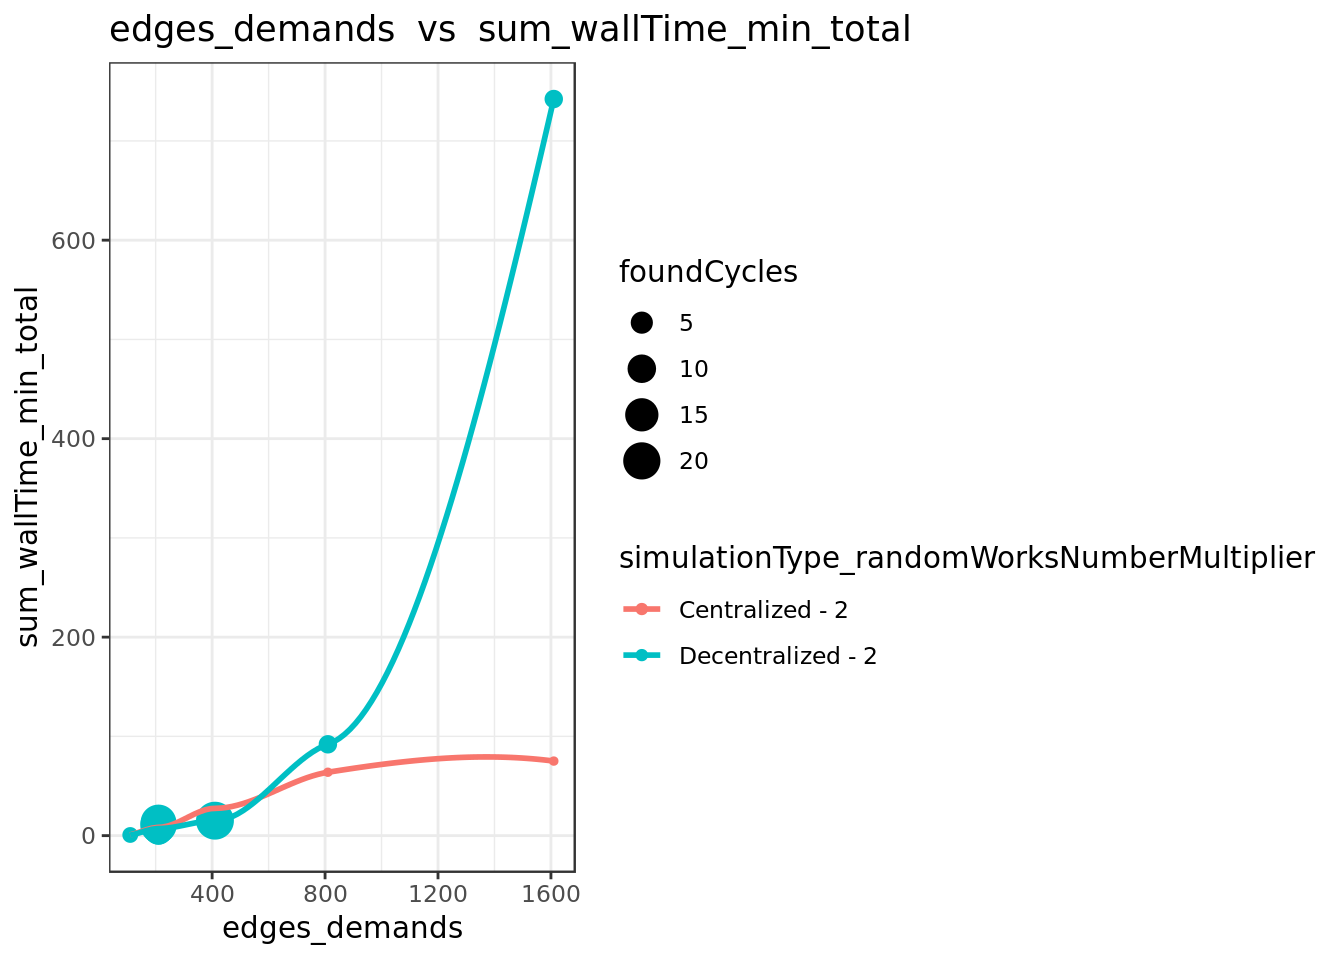 edges_demands  vs  sum_wallTime_min_total
sum_wallTime_min_total
600
400
200
0
400
800
1200
1600
edges_demands
foundCycles
5
10
15
20
simulationType_randomWorksNumberMultiplier
Centralized - 2
Decentralized - 2